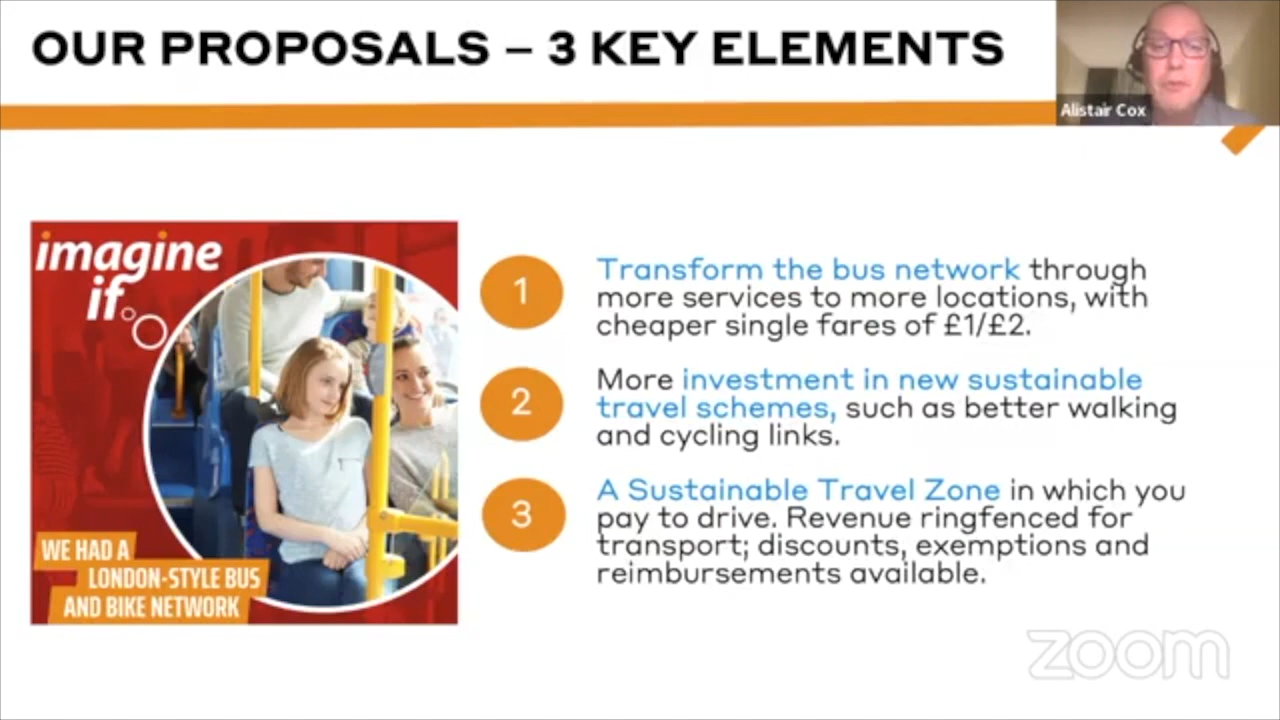 OUR PROPOSALS – 3 KEY ELEMENTS
Alistair Cox
imagine
if
WE HAD A
LONDON-STYLE BUS
AND BIKE NETWORK
1
Transform the bus network through
more services to more locations, with
cheaper single fares of £1/£2.
2
More investment in new sustainable
travel schemes, such as better walking
and cycling links.
3
A Sustainable Travel Zone in which you
pay to drive. Revenue ringfenced for
transport; discounts, exemptions and
reimbursements available.
zoom